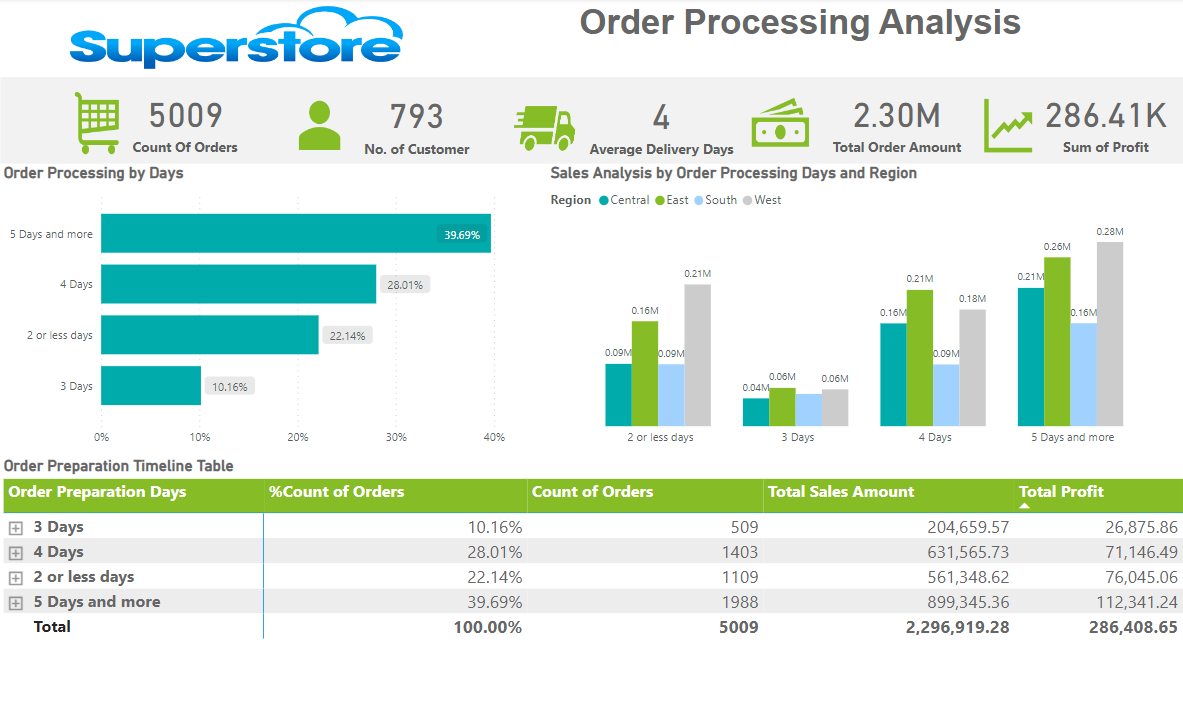 Superstore
Order Processing Analysis
5009
Count Of Orders
793
No. of Customer
4
Average Delivery Days
2.30M
Total Order Amount
286.41K
Sum of Profit
Order Processing by Days
5 Days and more
39.69%
4 Days
28.01%
2 or less days
22.14%
3 Days
10.16%
0% 10% 20% 30% 40%
Sales Analysis by Order Processing Days and Region
Region Central East South West
0.09M 0.16M 0.09M 0.21M
0.04M 0.06M 0.06M
0.16M 0.21M 0.09M 0.18M
0.21M 0.26M 0.16M 0.28M
2 or less days 3 Days 4 Days 5 Days and more
Order Preparation Timeline Table
Order Preparation Days %Count of Orders Count of Orders Total Sales Amount Total Profit
3 Days 10.16% 509 204,659.57 26,875.86
4 Days 28.01% 1403 631,565.73 71,146.49
2 or less days 22.14% 1109 561,348.62 76,045.06
5 Days and more 39.69% 1988 899,345.36 112,341.24
Total 100.00% 5009 2,296,919.28 286,408.65